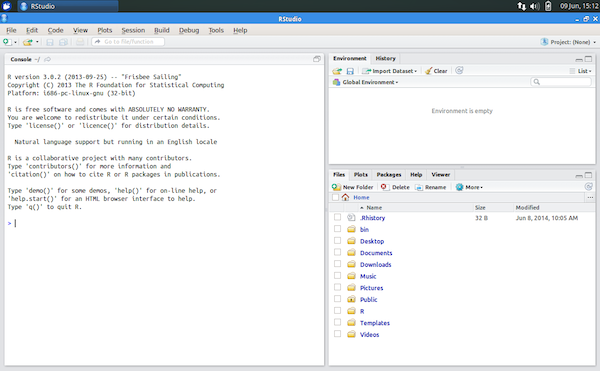 RStudio
09 Jun, 15:12
RStudio
File Edit Code View Plots Session Build Debug Tools Help
Go to file/function
Project: (None)
Console ~/
R version 3.0.2 (2013-09-25) -- "Frisbee Sailing"
Copyright (C) 2013 The R Foundation for Statistical Computing
Platform: i686-pc-linux-gnu (32-bit)
R is free software and comes with ABSOLUTELY NO WARRANTY.
You are welcome to redistribute it under certain conditions.
Type 'license()' or 'licence()' for distribution details.
Natural language support but running in an English locale
R is a collaborative project with many contributors.
Type 'contributors()' for more information and
'citation()' on how to cite R or R packages in publications.
Type 'demo()' for some demos, 'help()' for on-line help, or
'help.start()' for an HTML browser interface to help.
Type 'q()' to quit R.
>
Environment History
Import Dataset Clear List
Global Environment
Environment is empty
Files Plots Packages Help Viewer
New Folder Delete Rename More
Home
Name Size Modified
.Rhistory 32 B Jun 8, 2014, 10:05 AM
bin
Desktop
Documents
Downloads
Music
Pictures
Public
R
Templates
Videos